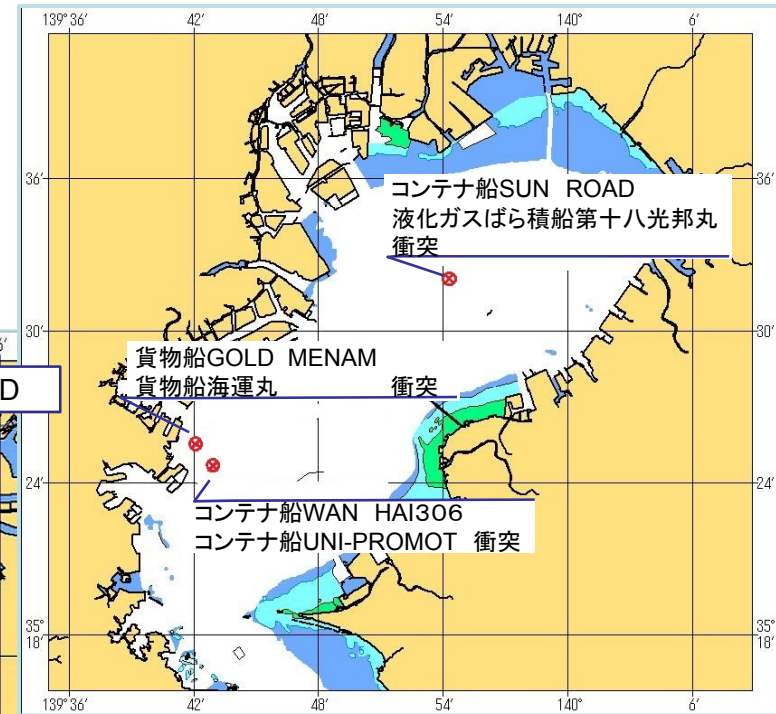 139° 36′ 42′ 48′ 54′ 140° 6′
36′ 36′
コンテナ船SUN ROAD
液化ガスばら積船第十八光邦丸
衝突
30′ 30′
貨物船GOLD MENAM
貨物船海運丸 衝突
D
24′ 24′
コンテナ船WAN HAI306
コンテナ船UNI-PROMOT 衝突
35° 18′ 35° 18′
139° 36′ 42′ 48′ 54′ 140° 6′